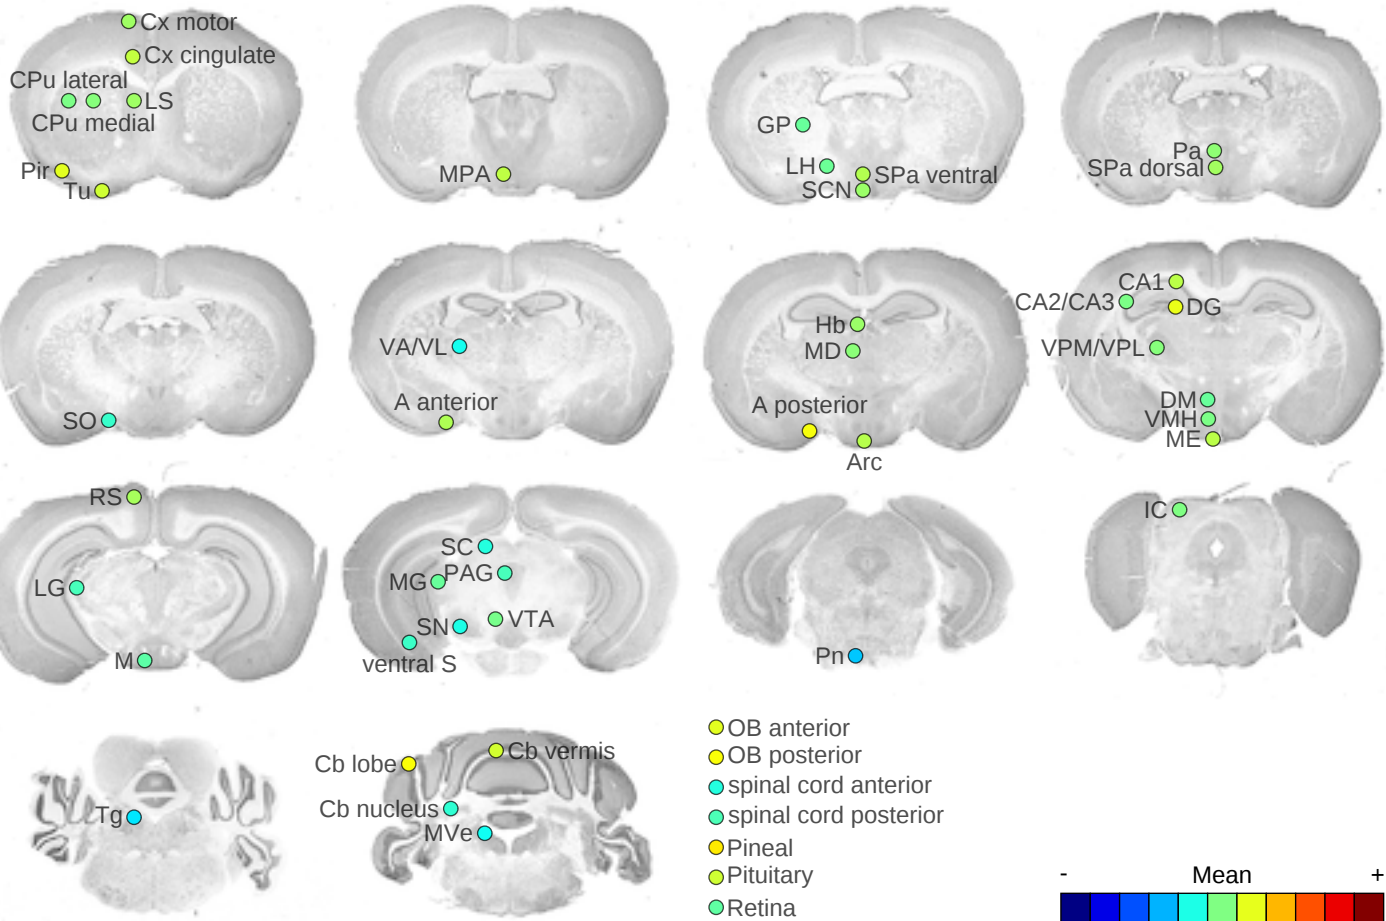 Cx motor
Cx cingulate
CPu lateral
LS
CPu medial
Pir
Tu
MPA
GP
LH
SPa ventral
SCN
Pa
SPa dorsal
SO
VA/VL
A anterior
Hb
MD
A posterior
Arc
CA1
CA2/CA3
DG
VPM/VPL
DM
VMH
ME
RS
LG
M
SC
MG
PAG
SN
VTA
ventral S
Pn
IC
Tg
Cb lobe
Cb vermis
Cb nucleus
MVe
OB anterior
OB posterior
spinal cord anterior
spinal cord posterior
Pineal
Pituitary
Retina
- Mean +